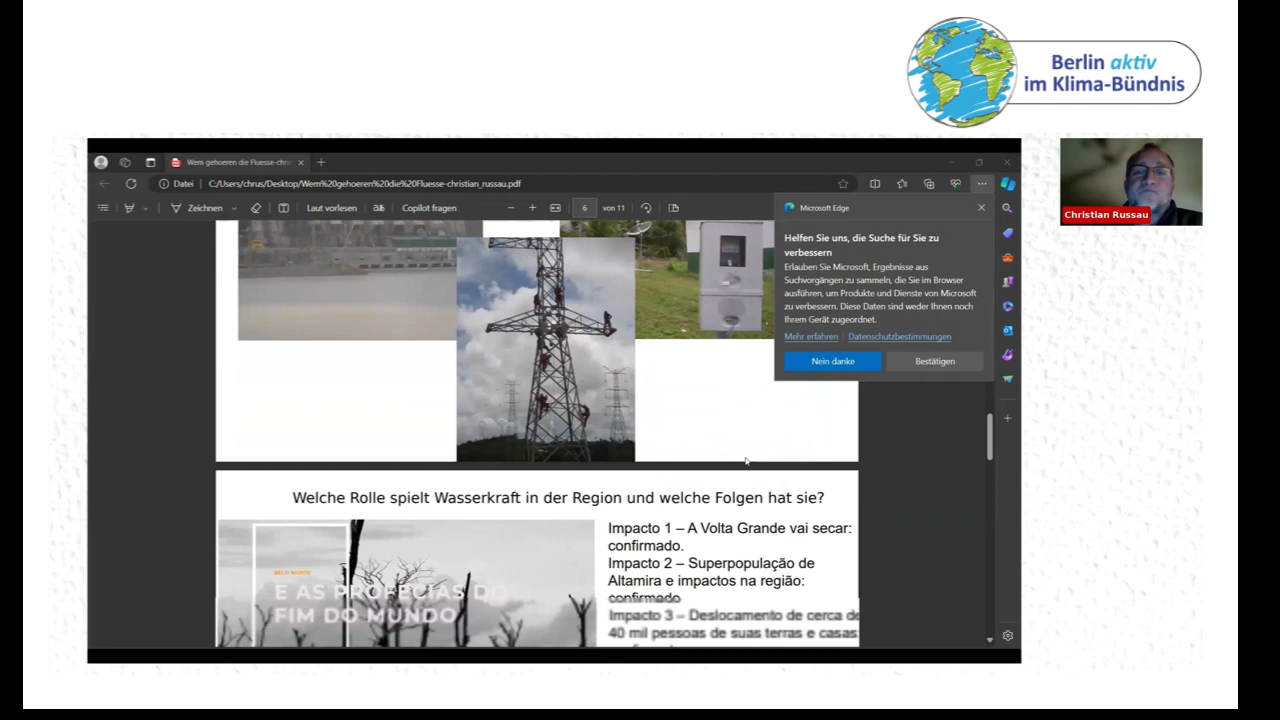 Berlin aktiv
im Klima-Bündnis
Wem gehoeren die Fluesse-chri
Datei
C:/Users/chrus/Desktop/Wem%20gehoeren%20die%20Fluesse-christian_russau.pdf
Zeichnen
Laut vorlesen
Copilot fragen
6 von 11
Microsoft Edge
Helfen Sie uns, die Suche für Sie zu
verbessern
Erlauben Sie Microsoft, Ergebnisse aus
Suchvorgängen zu sammeln, die Sie im Browser
ausführen, um Produkte und Dienste von Microsoft
zu verbessern. Diese Daten sind weder Ihnen noch
Ihrem Gerät zugeordnet.
Mehr erfahren | Datenschutzbestimmungen
Nein danke
Bestätigen
Christian Russau
Welche Rolle spielt Wasserkraft in der Region und welche Folgen hat sie?
BELO MONTE
E AS PROFECIAS DO
FIM DO MUNDO
Impacto 1 – A Volta Grande vai secar:
confirmado.
Impacto 2 – Superpopulação de
Altamira e impactos na região:
confirmado
Impacto 3 – Deslocamento de cerca de
40 mil pessoas de suas terras e casas: